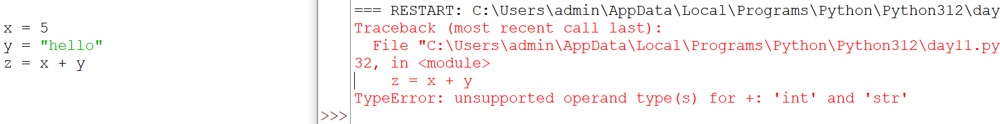 x = 5
y = "hello"
z = x + y
=== RESTART: C:\Users\admin\AppData\Local\Programs\Python\Python312\day
Traceback (most recent call last):
  File "C:\Users\admin\AppData\Local\Programs\Python\Python312\day11.py
32, in <module>
    z = x + y
TypeError: unsupported operand type(s) for +: 'int' and 'str'
>>>